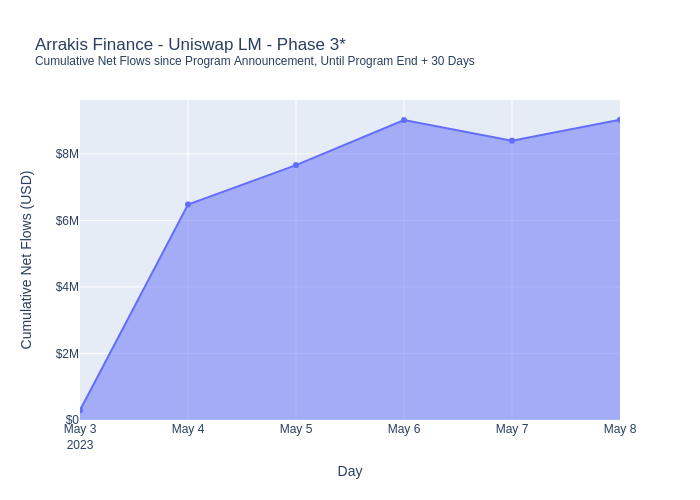 Arrakis Finance - Uniswap LM - Phase 3*
Cumulative Net Flows since Program Announcement, Until Program End + 30 Days
Cumulative Net Flows (USD)
$8M
$6M
$4M
$2M
$0
May 3
2023
May 4
May 5
May 6
May 7
May 8
Day